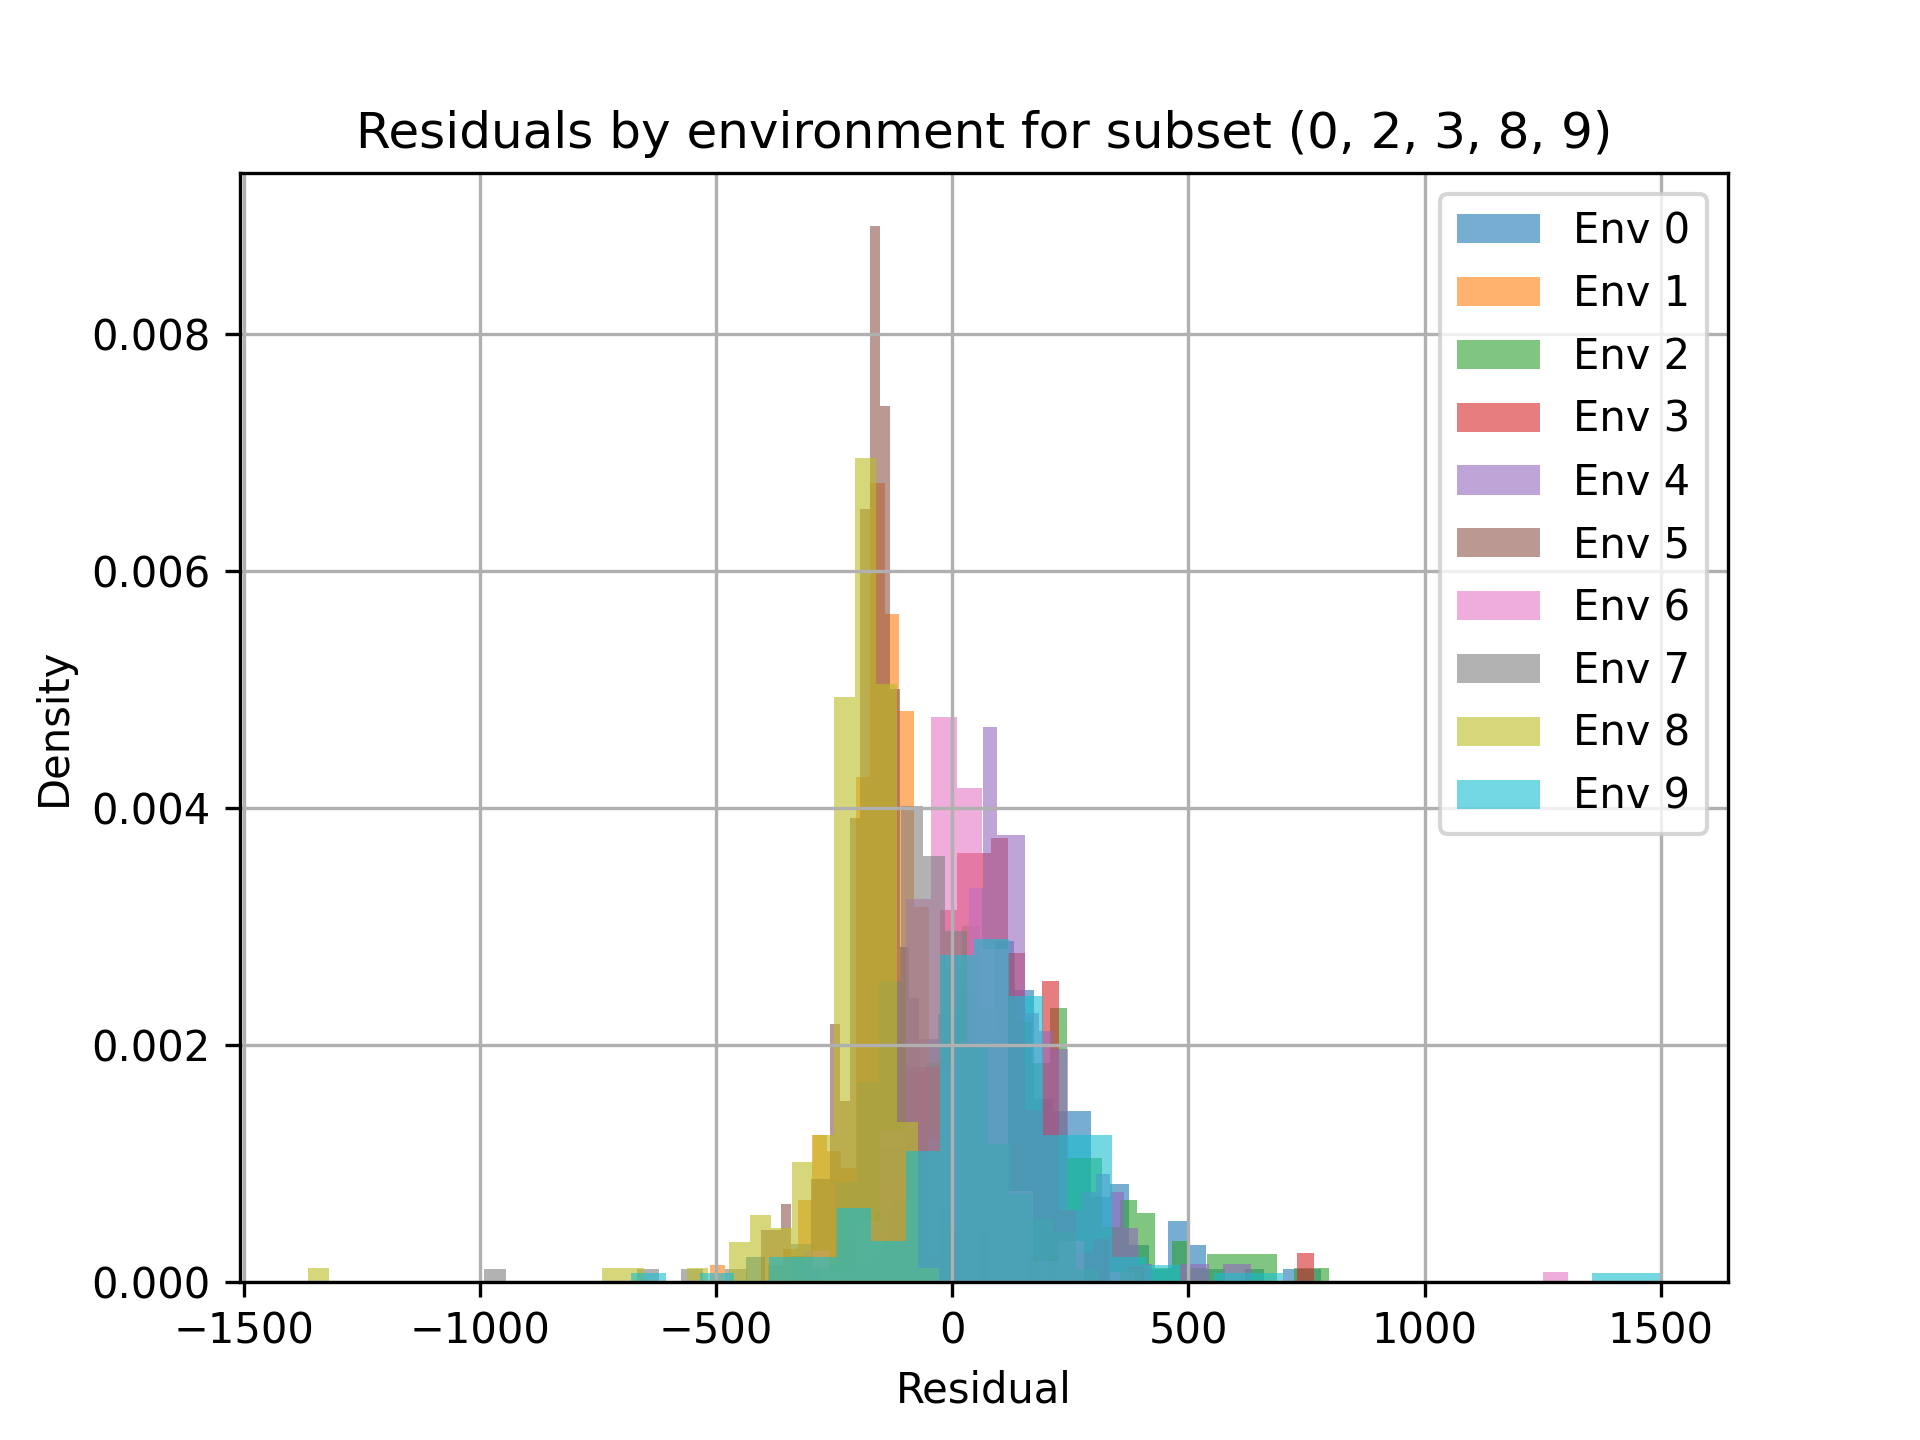 Residuals by environment for subset (0, 2, 3, 8, 9)
Env 0
Env 1
Env 2
Env 3
Env 4
Env 5
Env 6
Env 7
Env 8
Env 9
Density
0.008
0.006
0.004
0.002
0.000
−1500
−1000
−500
0
500
1000
1500
Residual